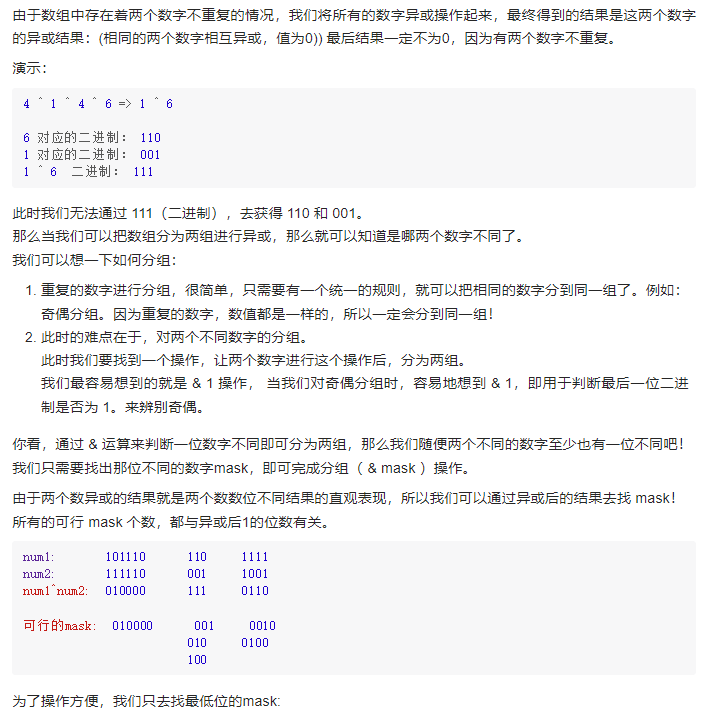 由于数组中存在着两个数字不重复的情况，我们将所有的数字异或操作起来，最终得到的结果是这两个数字
的异或结果：(相同的两个数字相互异或，值为0)) 最后结果一定不为0，因为有两个数字不重复。
演示：
4 ^ 1 ^ 4 ^ 6 => 1 ^ 6
6 对应的二进制： 110
1 对应的二进制： 001
1 ^ 6  二进制： 111
此时我们无法通过 111（二进制），去获得 110 和 001。
那么当我们可以把数组分为两组进行异或，那么就可以知道是哪两个数字不同了。
我们可以想一下如何分组：
1. 重复的数字进行分组，很简单，只需要有一个统一的规则，就可以把相同的数字分到同一组了。例如：
奇偶分组。因为重复的数字，数值都是一样的，所以一定会分到同一组！
2. 此时的难点在于，对两个不同数字的分组。
此时我们要找到一个操作，让两个数字进行这个操作后，分为两组。
我们最容易想到的就是 & 1 操作， 当我们对奇偶分组时，容易地想到 & 1，即用于判断最后一位二进
制是否为 1。来辨别奇偶。
你看，通过 & 运算来判断一位数字不同即可分为两组，那么我们随便两个不同的数字至少也有一位不同吧！
我们只需要找出那位不同的数字mask，即可完成分组（ & mask ）操作。
由于两个数异或的结果就是两个数数位不同结果的直观表现，所以我们可以通过异或后的结果去找 mask！
所有的可行 mask 个数，都与异或后1的位数有关。
num1: 101110 110 1111
num2: 111110 001 1001
num1^num2: 010000 111 0110
可行的mask: 010000 001 0010
010 0100
100
为了操作方便，我们只去找最低位的mask: